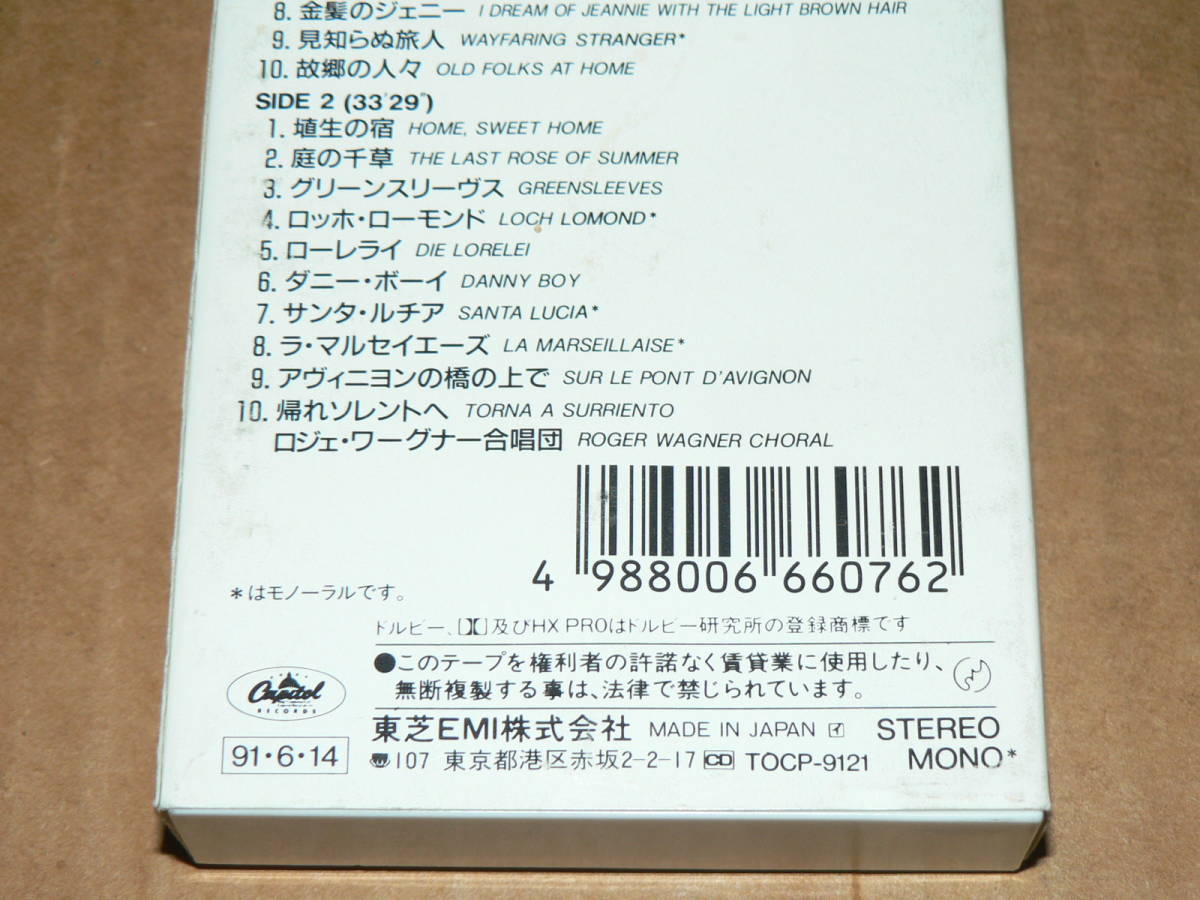 8. 金髪のジェニー I DREAM OF JEANNIE WITH THE LIGHT BROWN HAIR
9. 見知らぬ旅人 WAYFARING STRANGER*
10. 故郷の人々 OLD FOLKS AT HOME
SIDE 2 (33'29")
1. 埴生の宿 HOME, SWEET HOME
2. 庭の千草 THE LAST ROSE OF SUMMER
3. グリーンスリーヴス GREENSLEEVES
4. ロッホ・ローモンド LOCH LOMOND*
5. ローレライ DIE LORELEI
6. ダニー・ボーイ DANNY BOY
7. サンタ・ルチア SANTA LUCIA*
8. ラ・マルセイエーズ LA MARSEILLAISE*
9. アヴィニヨンの橋の上で SUR LE PONT D'AVIGNON
10. 帰れソレントへ TORNA A SURRIENTO
ロジェ・ワーグナー合唱団 ROGER WAGNER CHORAL
4 988006 660762
*はモノーラルです。
ドルビー、及びHX PROはドルビー研究所の登録商標です
●このテープを権利者の許諾なく賃貸業に使用したり、
無断複製する事は、法律で禁じられています。
Capitol
RECORDS
東芝EMI株式会社 MADE IN JAPAN イ STEREO
91・6・14
107 東京都港区赤坂2-2-17 CD TOCP-9121 MONO*